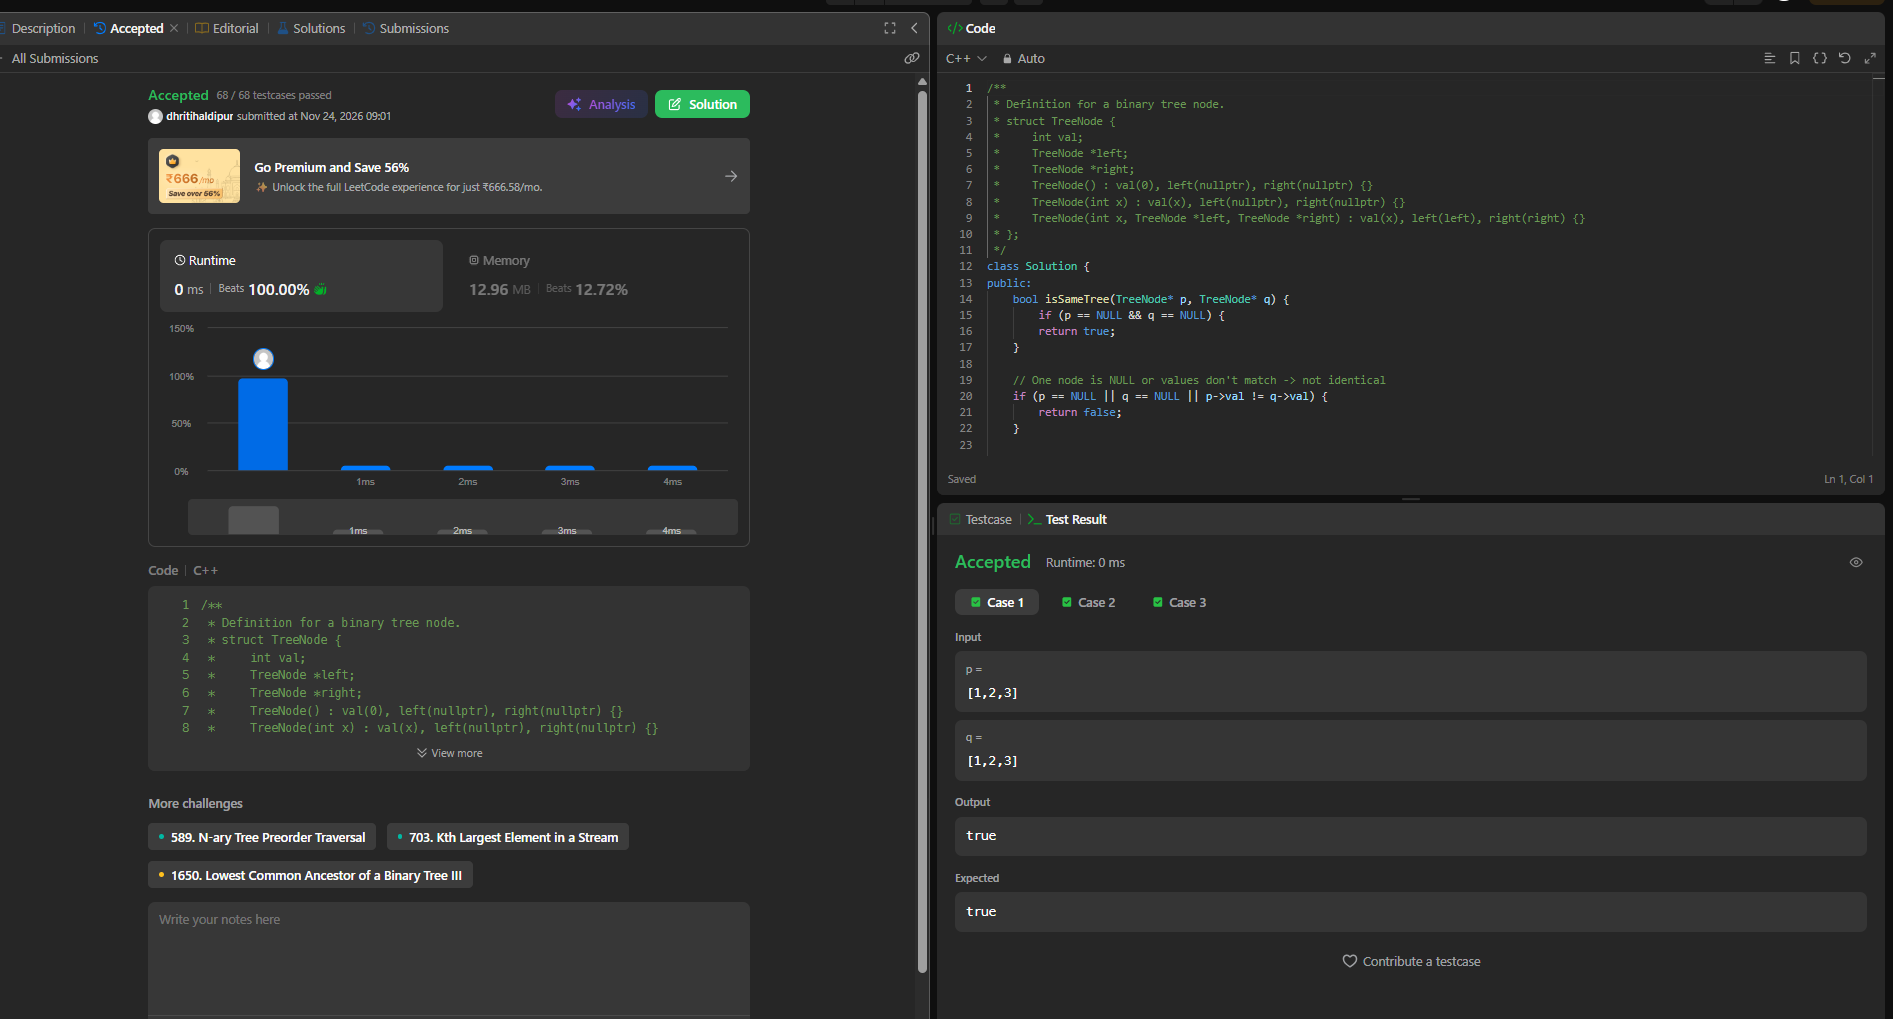 Description
Accepted
Editorial
Solutions
Submissions
All Submissions
Accepted 68 / 68 testcases passed
dhritihaldipur submitted at Nov 24, 2026 09:01
Analysis
Solution
₹666/mo
Save over 56%
Go Premium and Save 56%
✨ Unlock the full LeetCode experience for just ₹666.58/mo.
Runtime
0 ms | Beats 100.00%
Memory
12.96 MB | Beats 12.72%
150%
100%
50%
0%
1ms 2ms 3ms 4ms
1ms 2ms 3ms 4ms
Code | C++
1 /**
2  * Definition for a binary tree node.
3  * struct TreeNode {
4  *     int val;
5  *     TreeNode *left;
6  *     TreeNode *right;
7  *     TreeNode() : val(0), left(nullptr), right(nullptr) {}
8  *     TreeNode(int x) : val(x), left(nullptr), right(nullptr) {}
View more
More challenges
589. N-ary Tree Preorder Traversal
703. Kth Largest Element in a Stream
1650. Lowest Common Ancestor of a Binary Tree III
Write your notes here
</> Code
C++
Auto
1 /**
2  * Definition for a binary tree node.
3  * struct TreeNode {
4  *     int val;
5  *     TreeNode *left;
6  *     TreeNode *right;
7  *     TreeNode() : val(0), left(nullptr), right(nullptr) {}
8  *     TreeNode(int x) : val(x), left(nullptr), right(nullptr) {}
9  *     TreeNode(int x, TreeNode *left, TreeNode *right) : val(x), left(left), right(right) {}
10  * };
11  */
12 class Solution {
13 public:
14     bool isSameTree(TreeNode* p, TreeNode* q) {
15         if (p == NULL && q == NULL) {
16         return true;
17     }
18
19     // One node is NULL or values don't match -> not identical
20     if (p == NULL || q == NULL || p->val != q->val) {
21         return false;
22     }
23
Saved
Ln 1, Col 1
Testcase
Test Result
Accepted Runtime: 0 ms
Case 1
Case 2
Case 3
Input
p =
[1,2,3]
q =
[1,2,3]
Output
true
Expected
true
Contribute a testcase